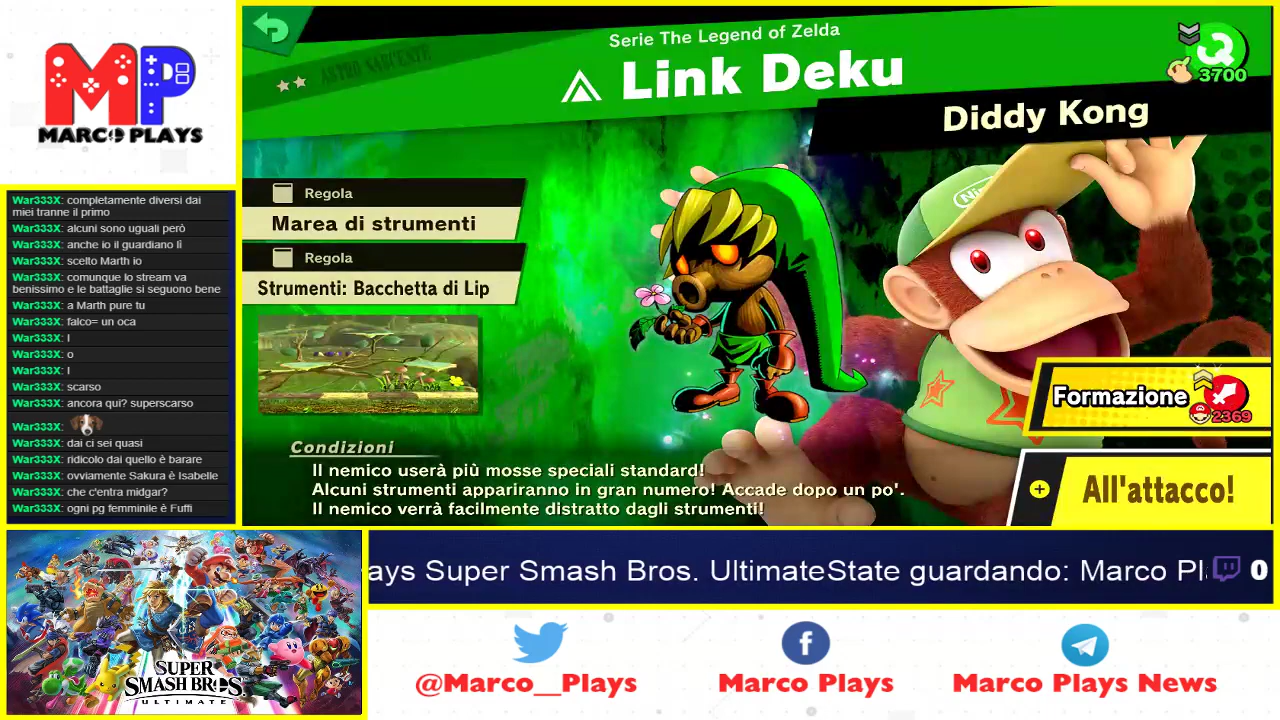 MP
MARCO PLAYS
War333X: completamente diversi dai
miei tranne il primo
War333X: alcuni sono uguali però
War333X: anche io il guardiano lì
War333X: scelto Marth io
War333X: comunque lo stream va
benissimo e le battaglie si seguono bene
War333X: a Marth pure tu
War333X: falco= un oca
War333X: l
War333X: o
War333X: l
War333X: scarso
War333X: ancora qui? superscarso
War333X:
War333X: dai ci sei quasi
War333X: ridicolo dai quello è barare
War333X: ovviamente Sakura è Isabelle
War333X: che c'entra midgar?
War333X: ogni pg femminile è Fuffi
ASTRO NASCENTE
Serie The Legend of Zelda
Link Deku
Diddy Kong
3700
Regola
Marea di strumenti
Regola
Strumenti: Bacchetta di Lip
Condizioni
Il nemico userà più mosse speciali standard!
Alcuni strumenti appariranno in gran numero! Accade dopo un po'.
Il nemico verrà facilmente distratto dagli strumenti!
Formazione
2369
All'attacco!
SUPER
SMASH BROS.
ULTIMATE
ays Super Smash Bros. UltimateState guardando: Marco Pl
0
@Marco__Plays
Marco Plays
Marco Plays News